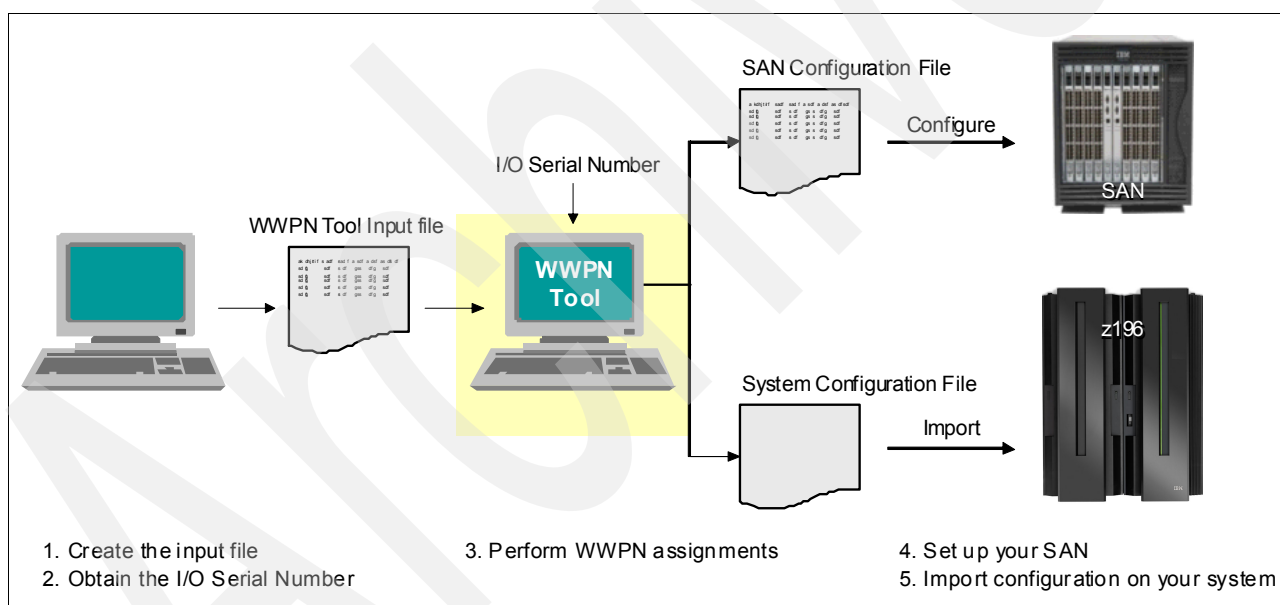 SAN Configuration File
IBM
Configure
SAN
I/O Serial Number
WWPN Tool Input file
WWPN
Tool
z196
System Configuration File
Import
IBM
1. Create the input file
2. Obtain the I/O Serial Number
3. Perform WWPN assignments
4. Set up your SAN
5. Import configuration on your system